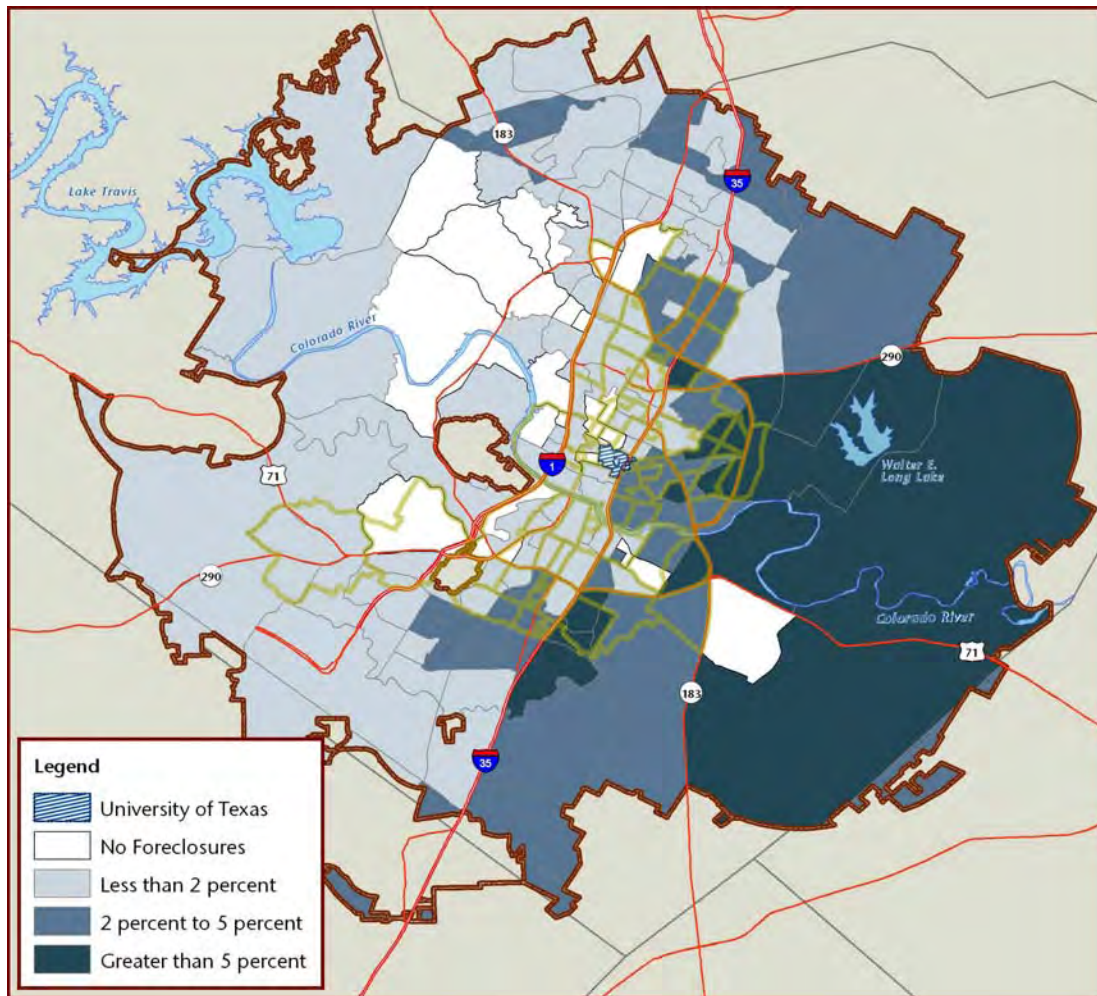 183
35
Lake Travis
Colorado River
290
Walter E.
Long Lake
1
71
290
Colorado River
71
183
35
Legend
University of Texas
No Foreclosures
Less than 2 percent
2 percent to 5 percent
Greater than 5 percent